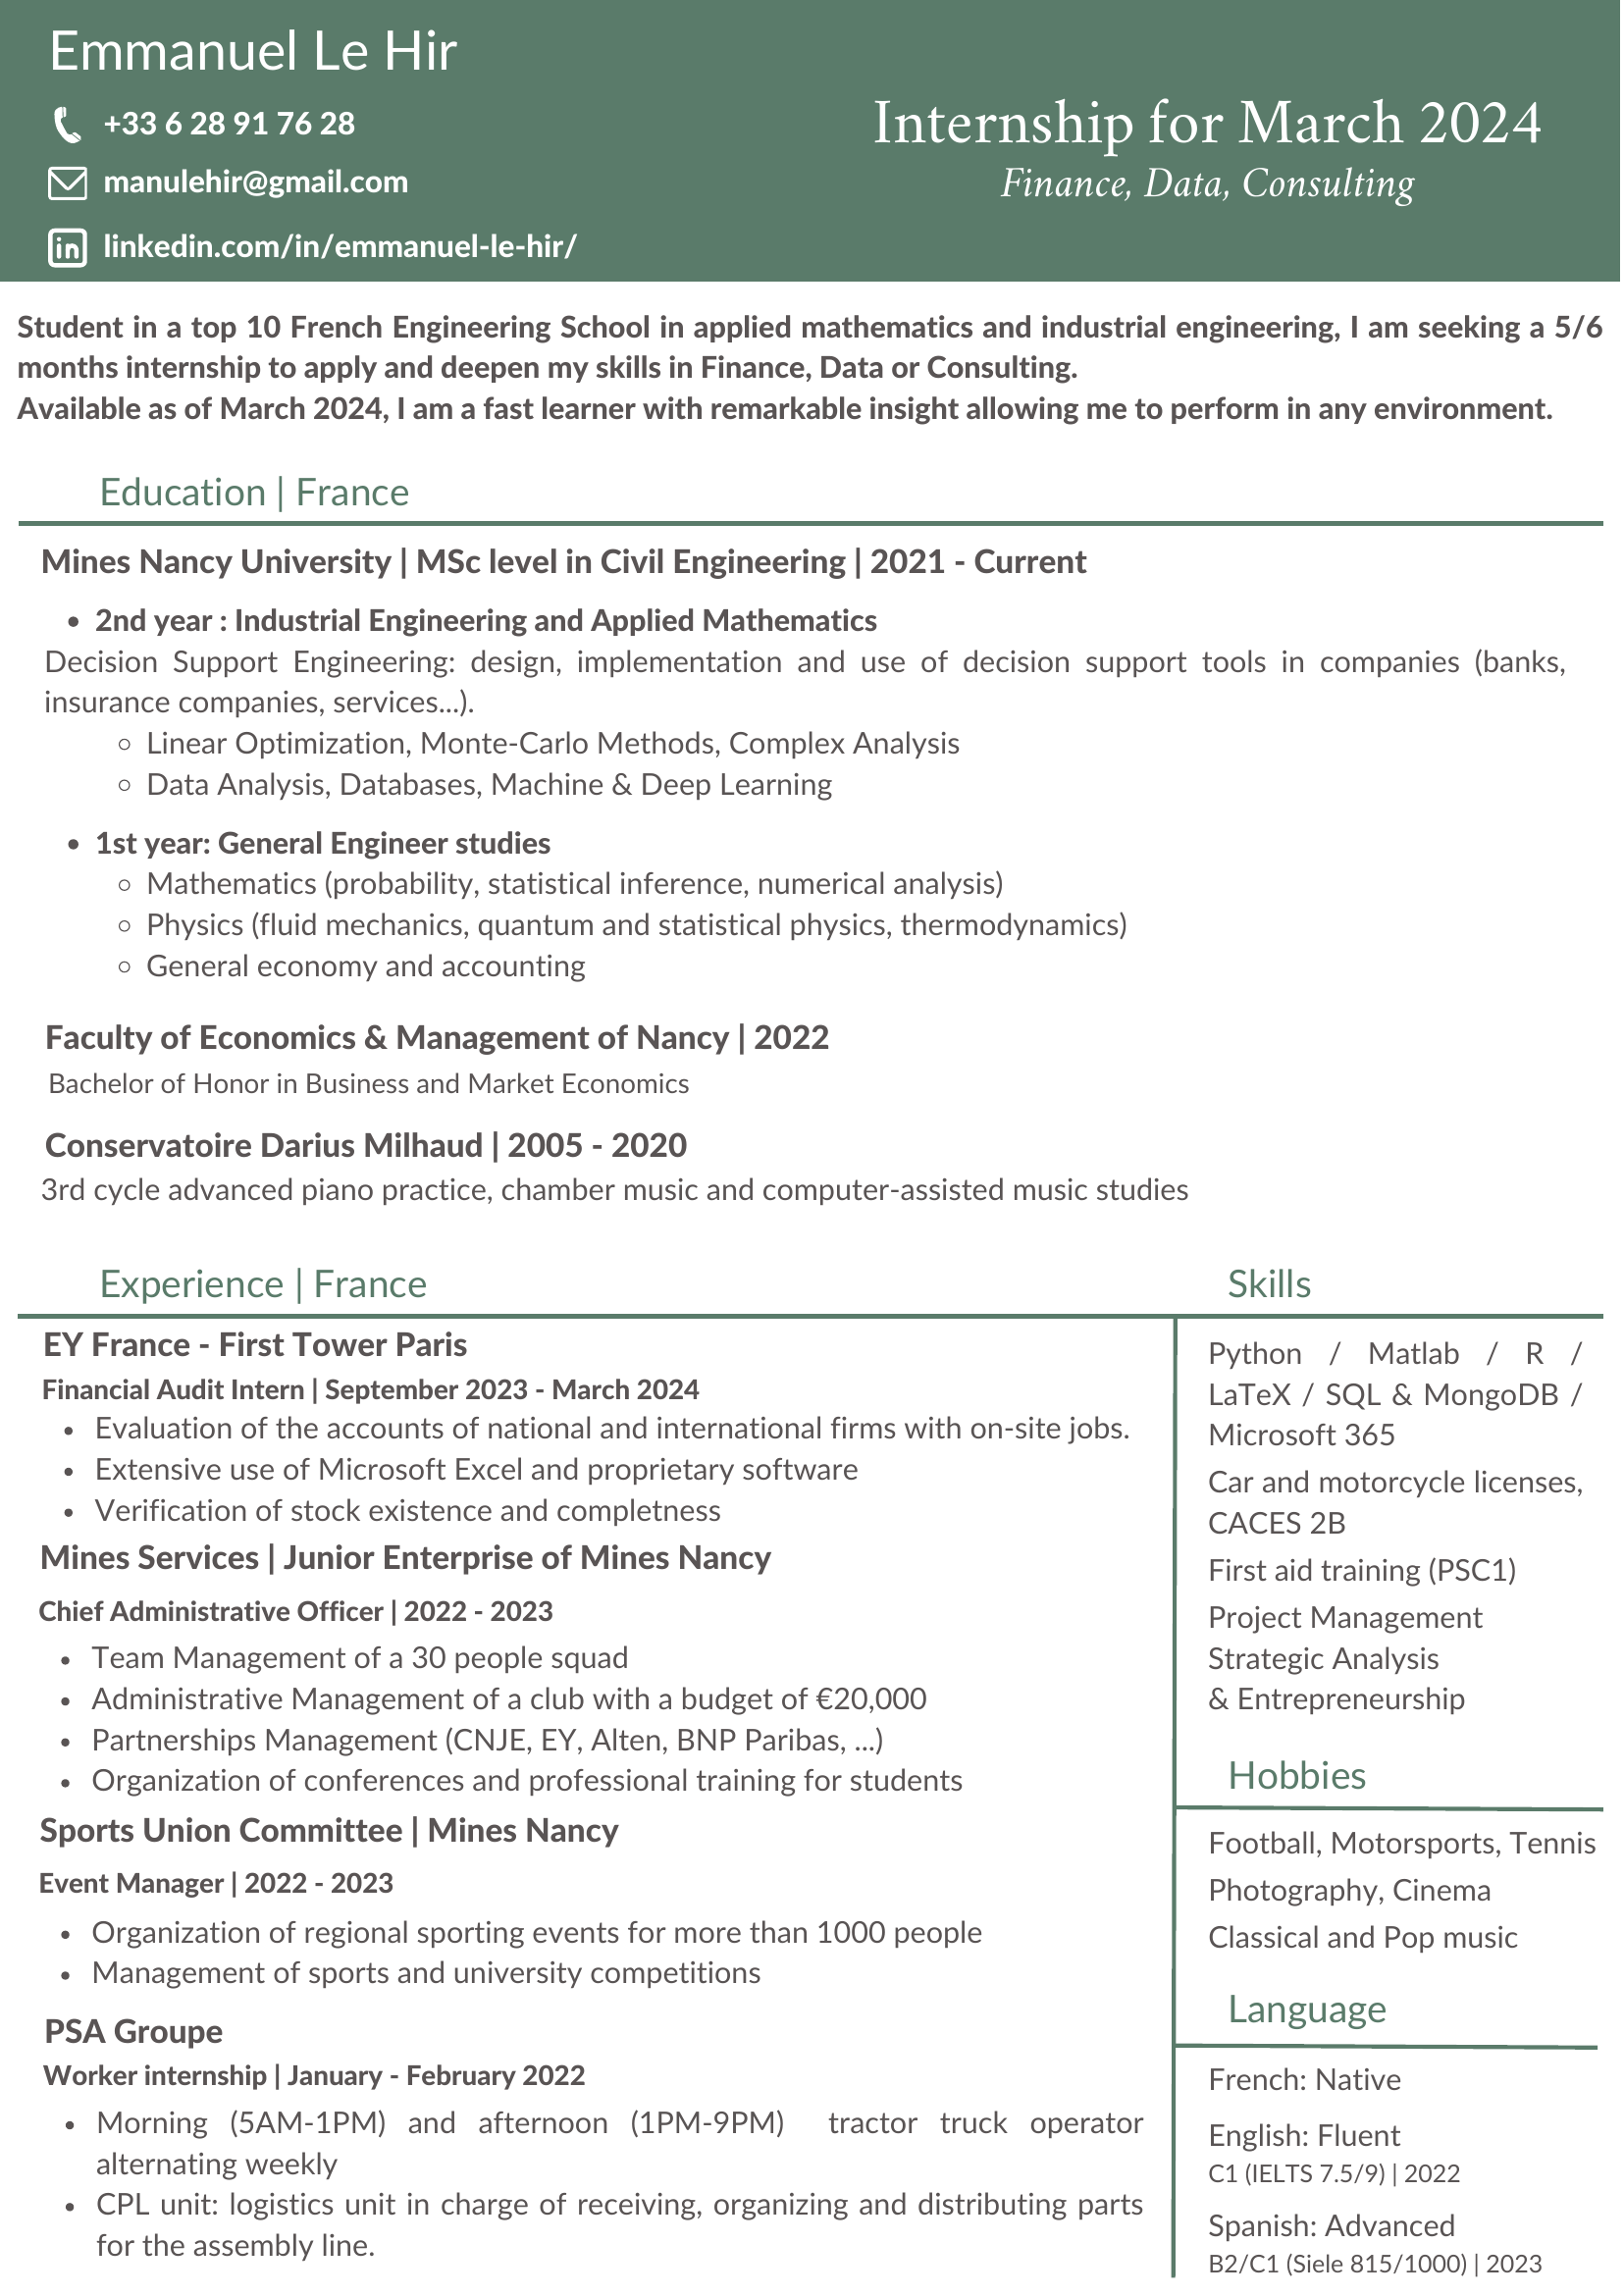 Emmanuel Le Hir
+33 6 28 91 76 28
manulehir@gmail.com
linkedin.com/in/emmanuel-le-hir/
Internship for March 2024
Finance, Data, Consulting
Student in a top 10 French Engineering School in applied mathematics and industrial engineering, I am seeking a 5/6
months internship to apply and deepen my skills in Finance, Data or Consulting.
Available as of March 2024, I am a fast learner with remarkable insight allowing me to perform in any environment.
Education | France
Mines Nancy University | MSc level in Civil Engineering | 2021 - Current
• 2nd year : Industrial Engineering and Applied Mathematics
Decision Support Engineering: design, implementation and use of decision support tools in companies (banks,
insurance companies, services...).
◦ Linear Optimization, Monte-Carlo Methods, Complex Analysis
◦ Data Analysis, Databases, Machine & Deep Learning
• 1st year: General Engineer studies
◦ Mathematics (probability, statistical inference, numerical analysis)
◦ Physics (fluid mechanics, quantum and statistical physics, thermodynamics)
◦ General economy and accounting
Faculty of Economics & Management of Nancy | 2022
Bachelor of Honor in Business and Market Economics
Conservatoire Darius Milhaud | 2005 - 2020
3rd cycle advanced piano practice, chamber music and computer-assisted music studies
Experience | France
EY France - First Tower Paris
Financial Audit Intern | September 2023 - March 2024
• Evaluation of the accounts of national and international firms with on-site jobs.
• Extensive use of Microsoft Excel and proprietary software
• Verification of stock existence and completness
Mines Services | Junior Enterprise of Mines Nancy
Chief Administrative Officer | 2022 - 2023
• Team Management of a 30 people squad
• Administrative Management of a club with a budget of €20,000
• Partnerships Management (CNJE, EY, Alten, BNP Paribas, ...)
• Organization of conferences and professional training for students
Sports Union Committee | Mines Nancy
Event Manager | 2022 - 2023
• Organization of regional sporting events for more than 1000 people
• Management of sports and university competitions
PSA Groupe
Worker internship | January - February 2022
• Morning (5AM-1PM) and afternoon (1PM-9PM) tractor truck operator
alternating weekly
• CPL unit: logistics unit in charge of receiving, organizing and distributing parts
for the assembly line.
Skills
Python / Matlab / R /
LaTeX / SQL & MongoDB /
Microsoft 365
Car and motorcycle licenses,
CACES 2B
First aid training (PSC1)
Project Management
Strategic Analysis
& Entrepreneurship
Hobbies
Football, Motorsports, Tennis
Photography, Cinema
Classical and Pop music
Language
French: Native
English: Fluent
C1 (IELTS 7.5/9) | 2022
Spanish: Advanced
B2/C1 (Siele 815/1000) | 2023